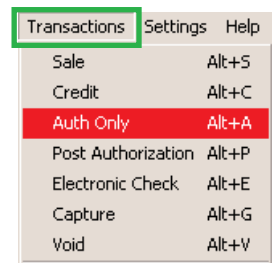 Transactions Settings Help
Sale Alt+S
Credit Alt+C
Auth Only Alt+A
Post Authorization Alt+P
Electronic Check Alt+E
Capture Alt+G
Void Alt+V